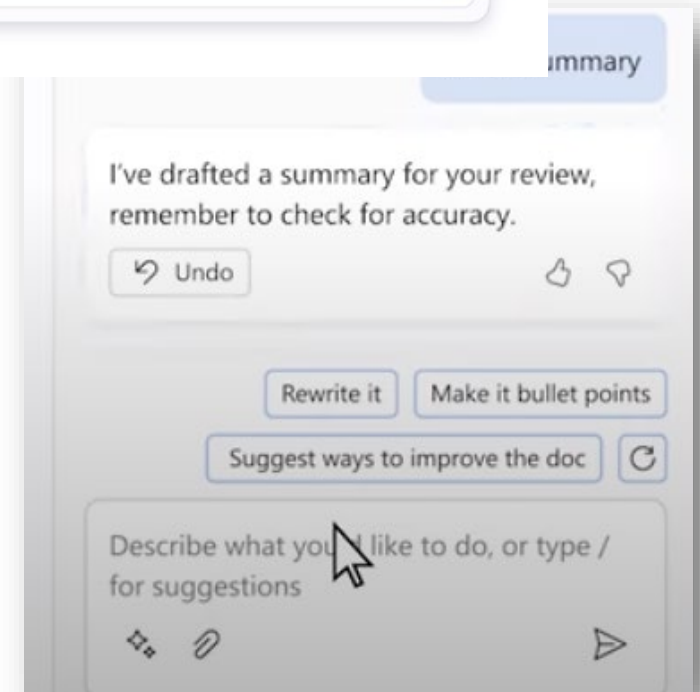 ummary
I've drafted a summary for your review,
remember to check for accuracy.
Undo
Rewrite it
Make it bullet points
Suggest ways to improve the doc
Describe what you'd like to do, or type /
for suggestions